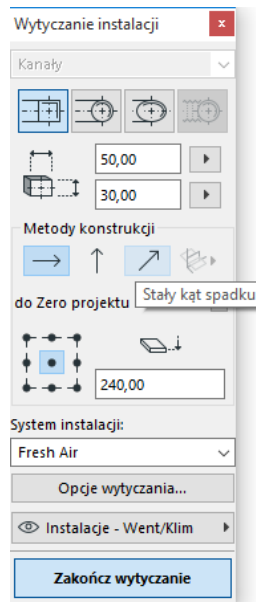 Wytyczanie instalacji
x
Kanały
50,00
30,00
Metody konstrukcji
do Zero projektu
Stały kąt spadku
240,00
System instalacji:
Fresh Air
Opcje wytyczania...
Instalacje - Went/Klim
Zakończ wytyczanie